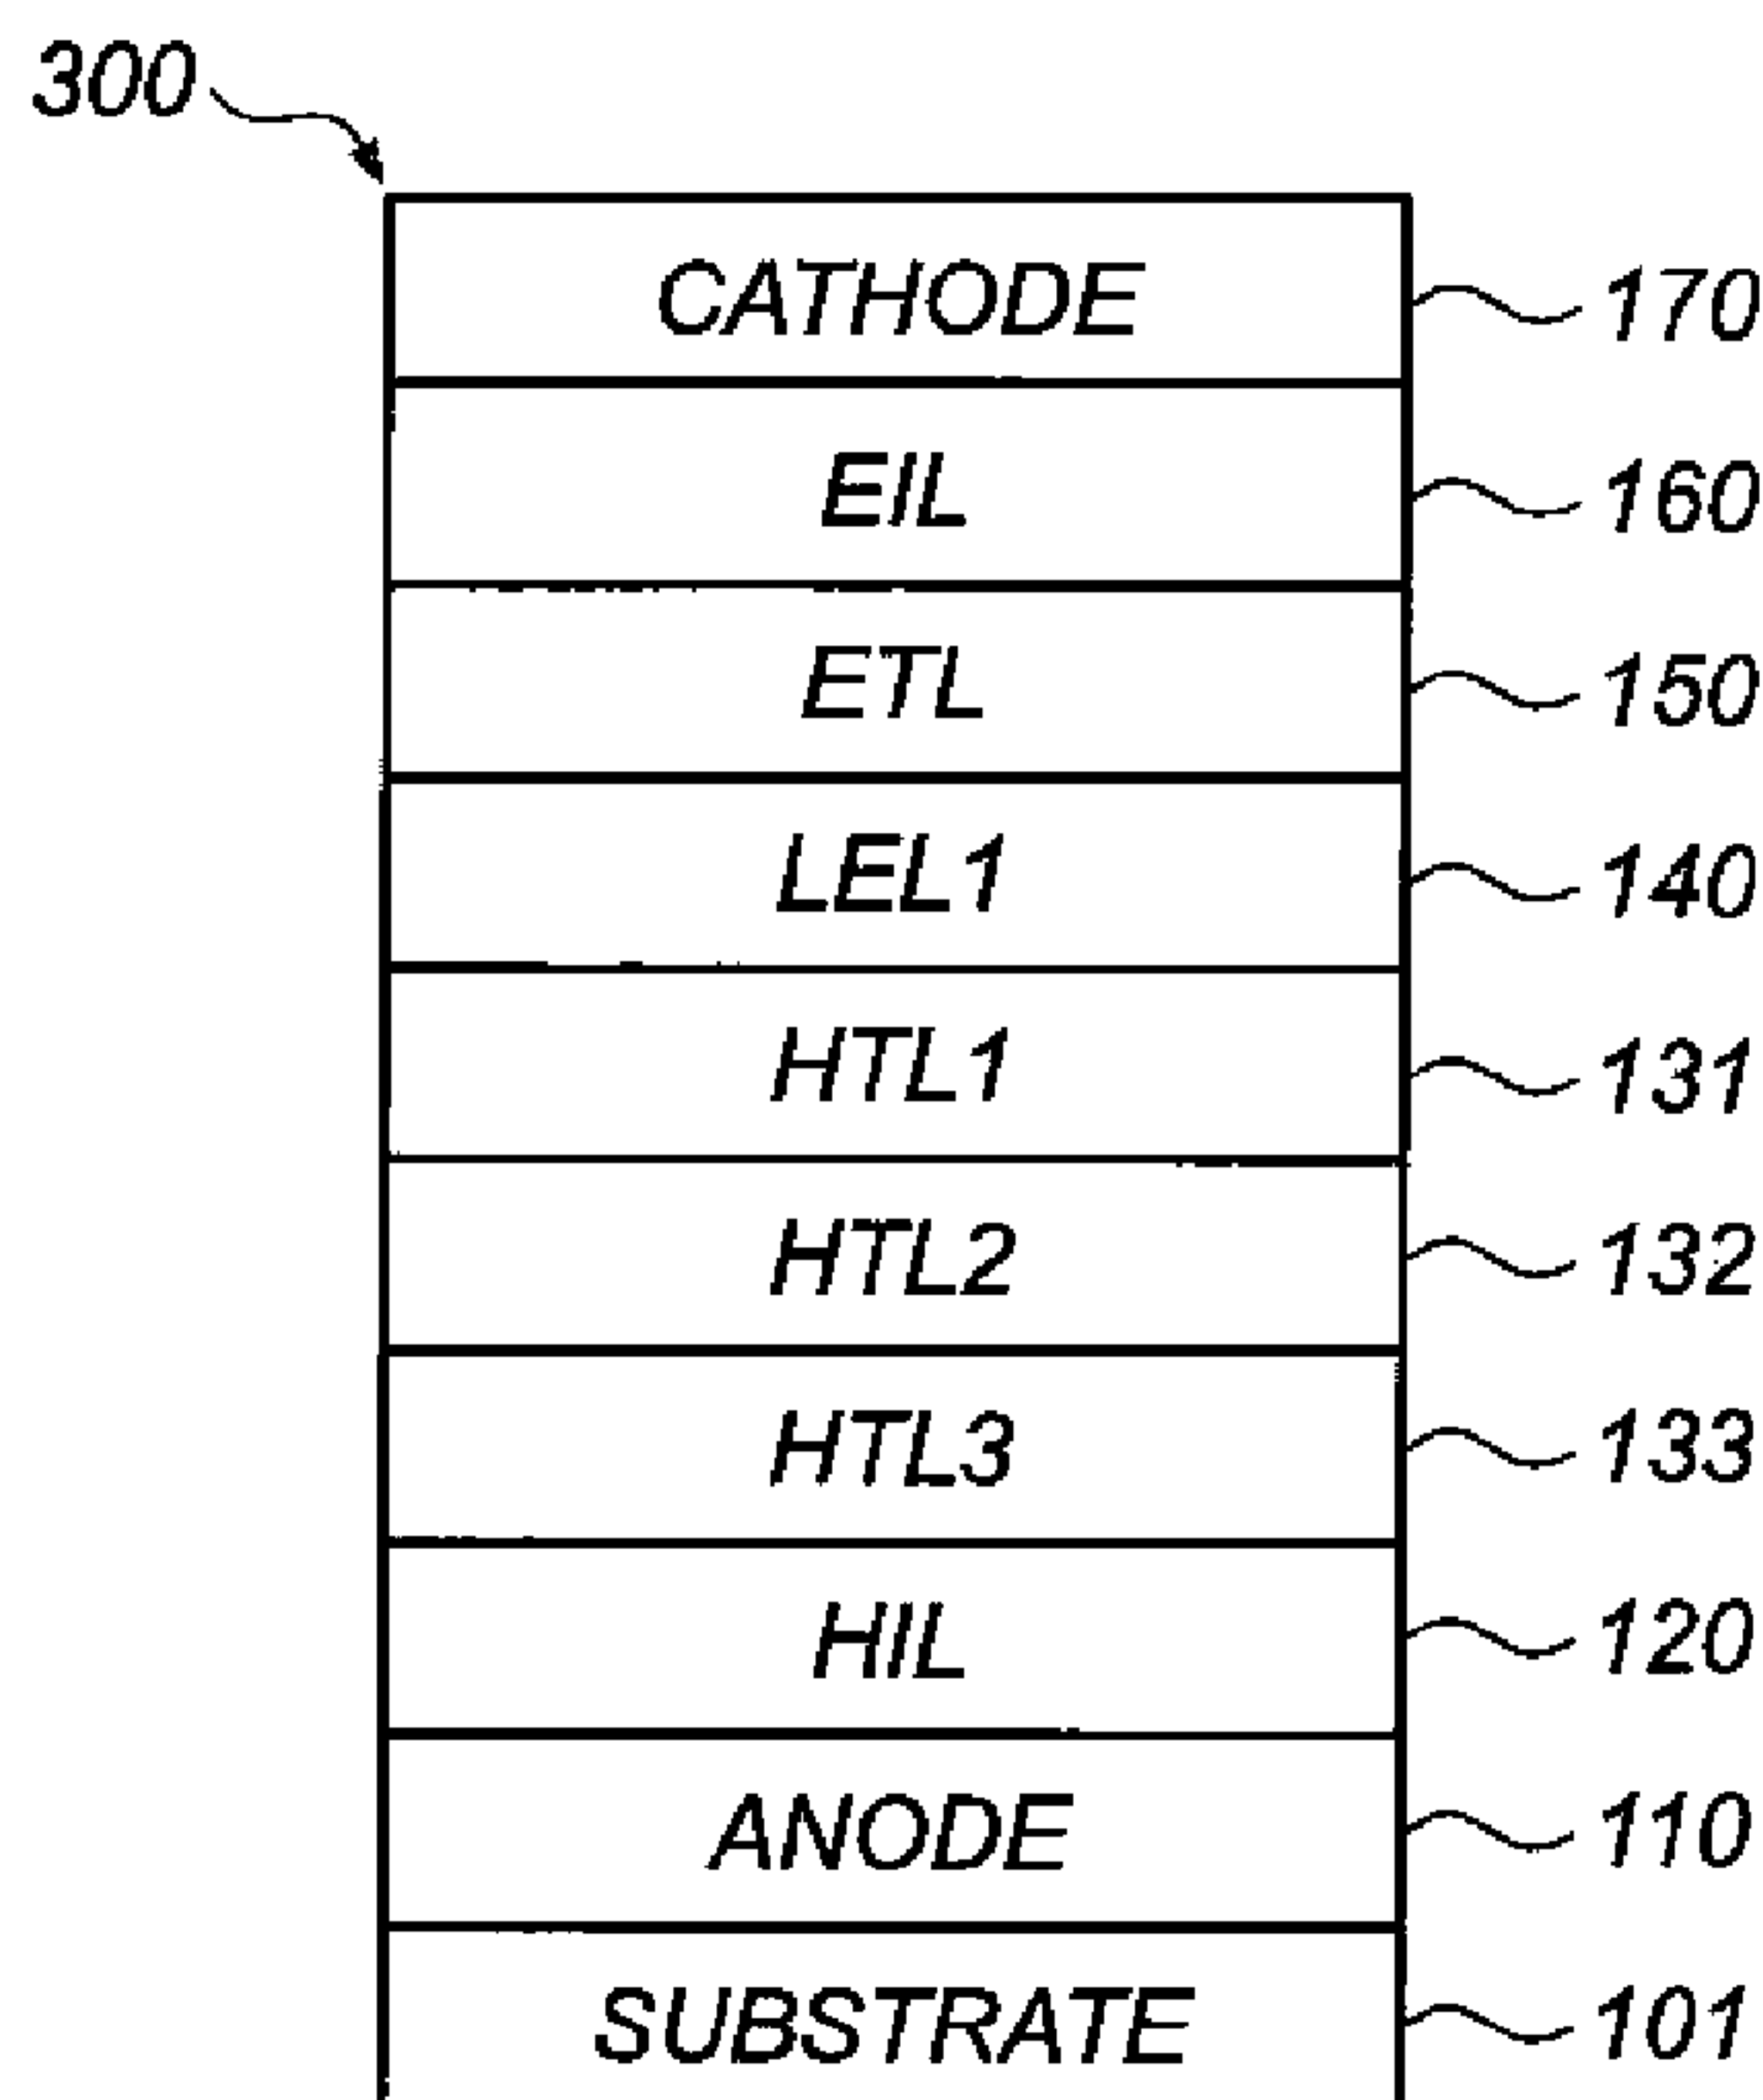 300
CATHODE 170
EIL 160
ETL 150
LEL1 140
HTL1 131
HTL2 132
HTL3 133
HIL 120
ANODE 110
SUBSTRATE 101